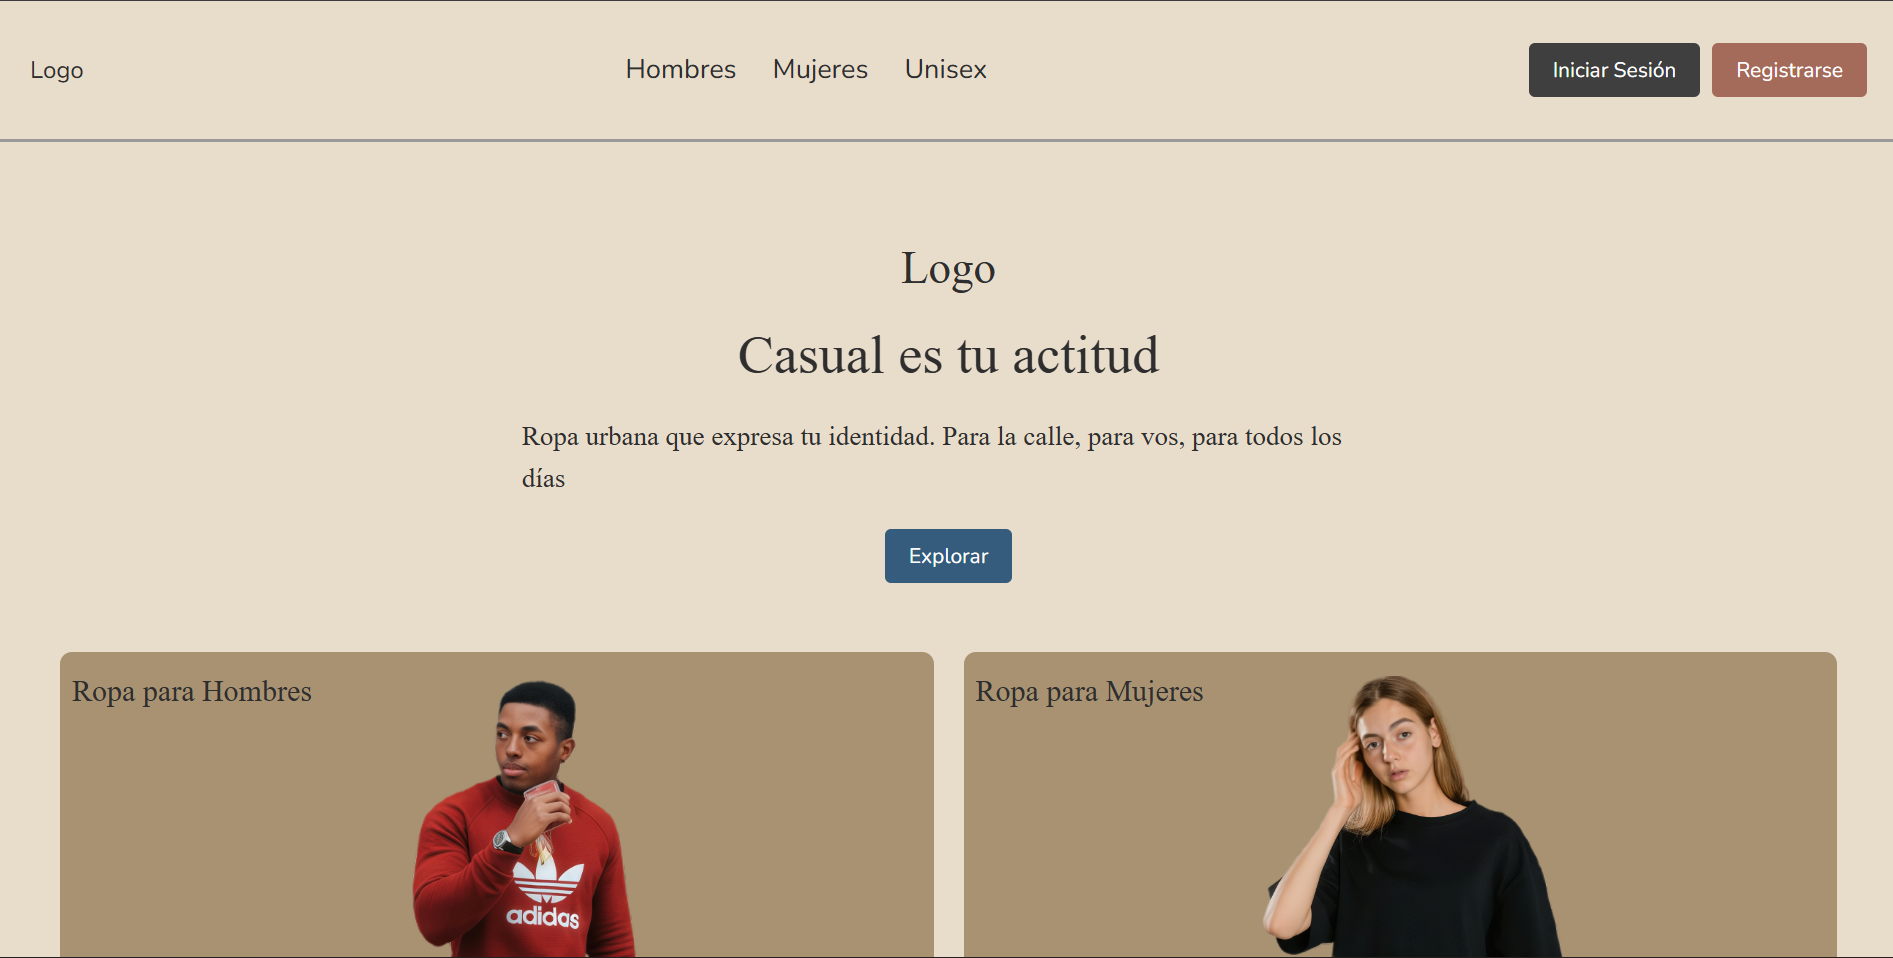 Logo
Hombres Mujeres Unisex
Iniciar Sesión Registrarse
Logo
Casual es tu actitud
Ropa urbana que expresa tu identidad. Para la calle, para vos, para todos los
días
Explorar
Ropa para Hombres
Ropa para Mujeres
adidas